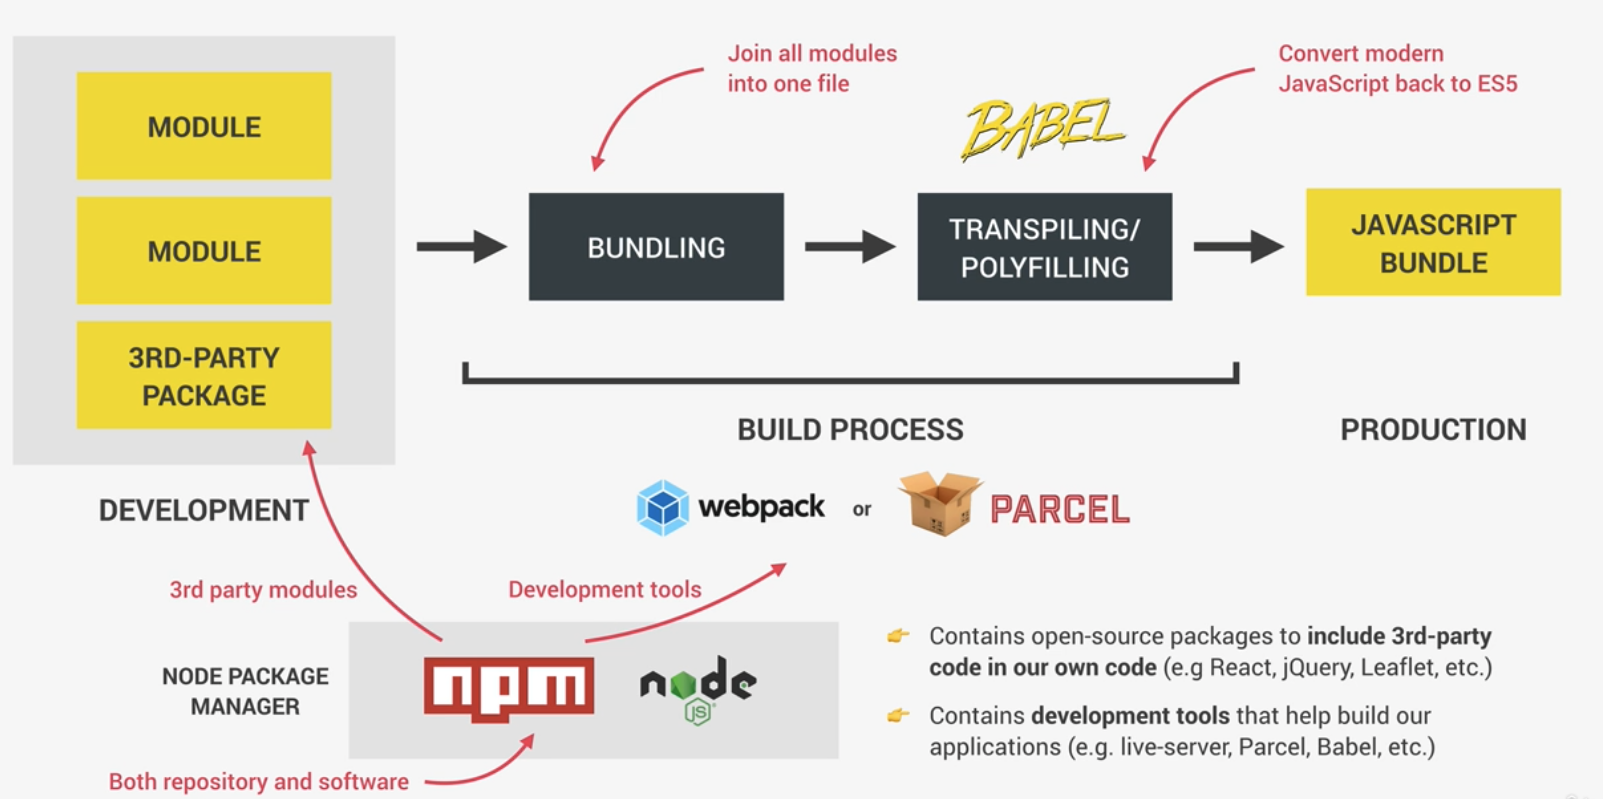 MODULE
MODULE
3RD-PARTY
PACKAGE
DEVELOPMENT
Join all modules
into one file
BUNDLING
BABEL
Convert modern
JavaScript back to ES5
TRANSPILING/
POLYFILLING
JAVASCRIPT
BUNDLE
BUILD PROCESS
PRODUCTION
webpack or PARCEL
3rd party modules
Development tools
NODE PACKAGE
MANAGER
npm
node
JS
Both repository and software
Contains open-source packages to include 3rd-party
code in our own code (e.g React, jQuery, Leaflet, etc.)
Contains development tools that help build our
applications (e.g. live-server, Parcel, Babel, etc.)